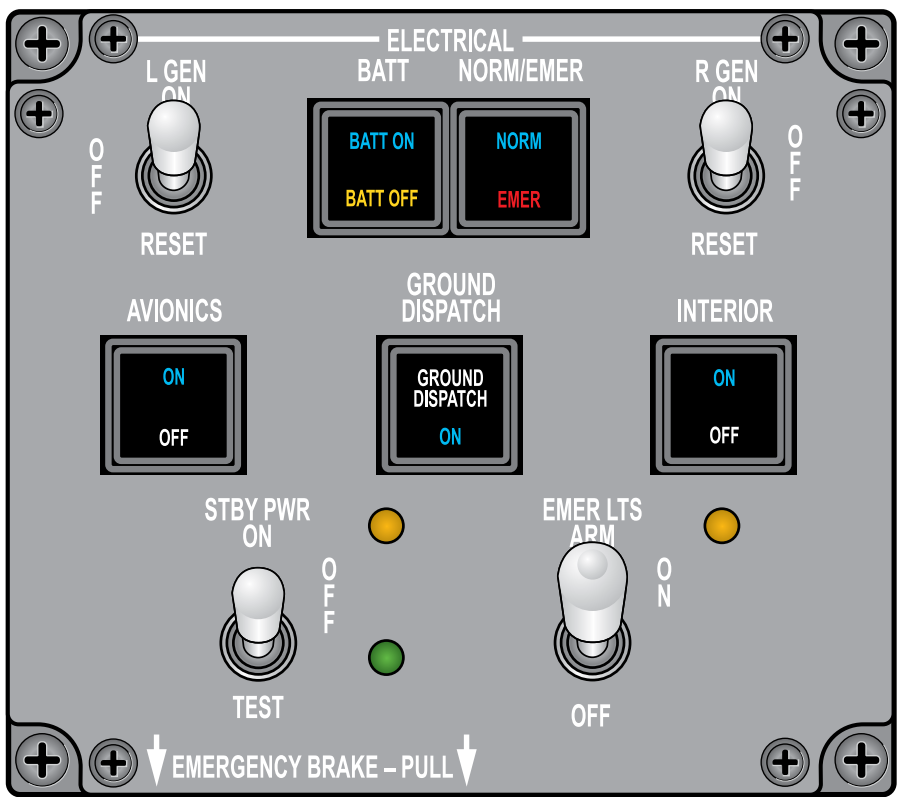 ELECTRICAL
L GEN
ON
OFF
RESET
BATT
BATT ON
BATT OFF
NORM/EMER
NORM
EMER
R GEN
ON
OFF
RESET
AVIONICS
ON
OFF
GROUND
DISPATCH
GROUND
DISPATCH
ON
INTERIOR
ON
OFF
STBY PWR
ON
OFF
TEST
EMER LTS
ARM
ON
OFF
EMERGENCY BRAKE – PULL